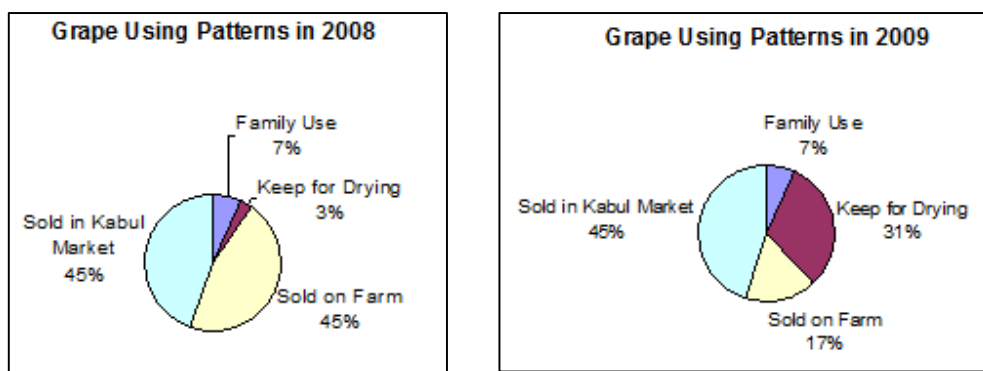 Grape Using Patterns in 2008
Family Use
7%
Keep for Drying
3%
Sold in Kabul
Market
45%
Sold on Farm
45%
Grape Using Patterns in 2009
Family Use
7%
Sold in Kabul Market
45%
Keep for Drying
31%
Sold on Farm
17%